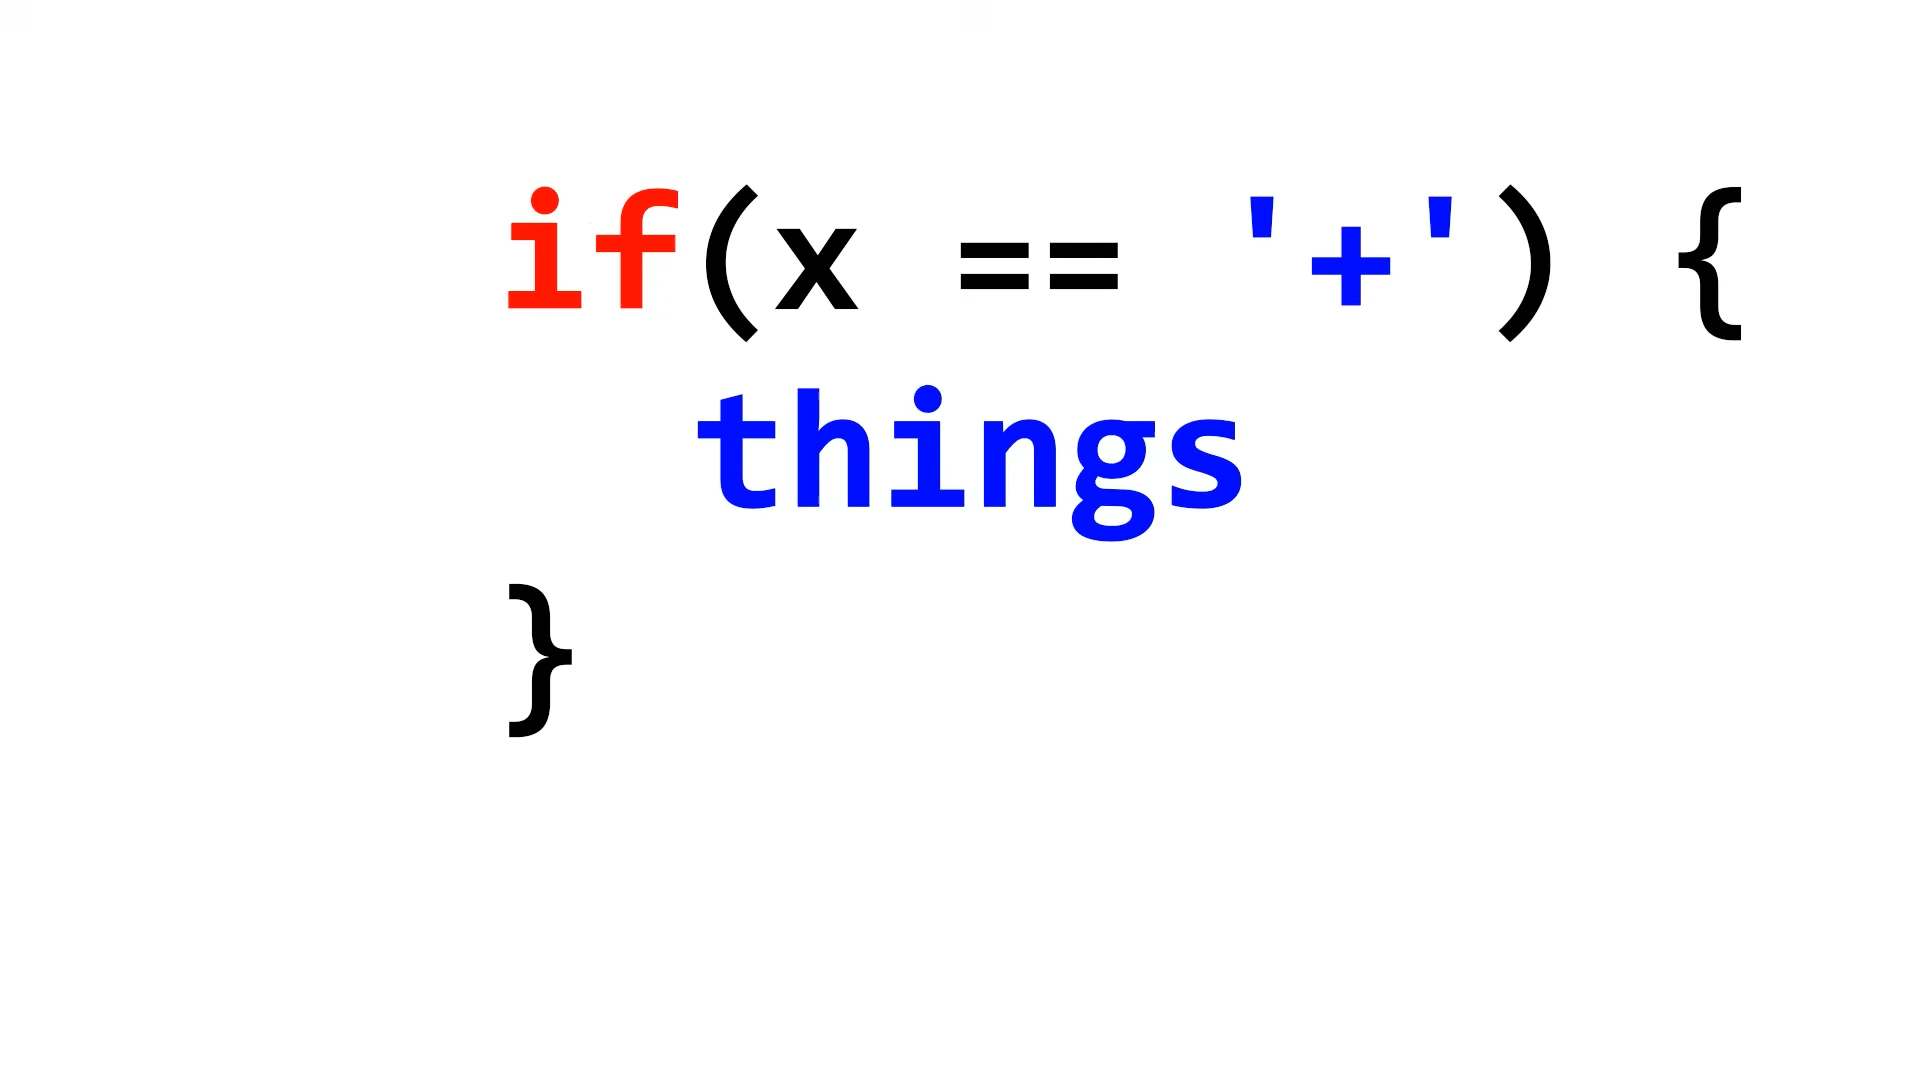 if(x == '+') {
  things
}